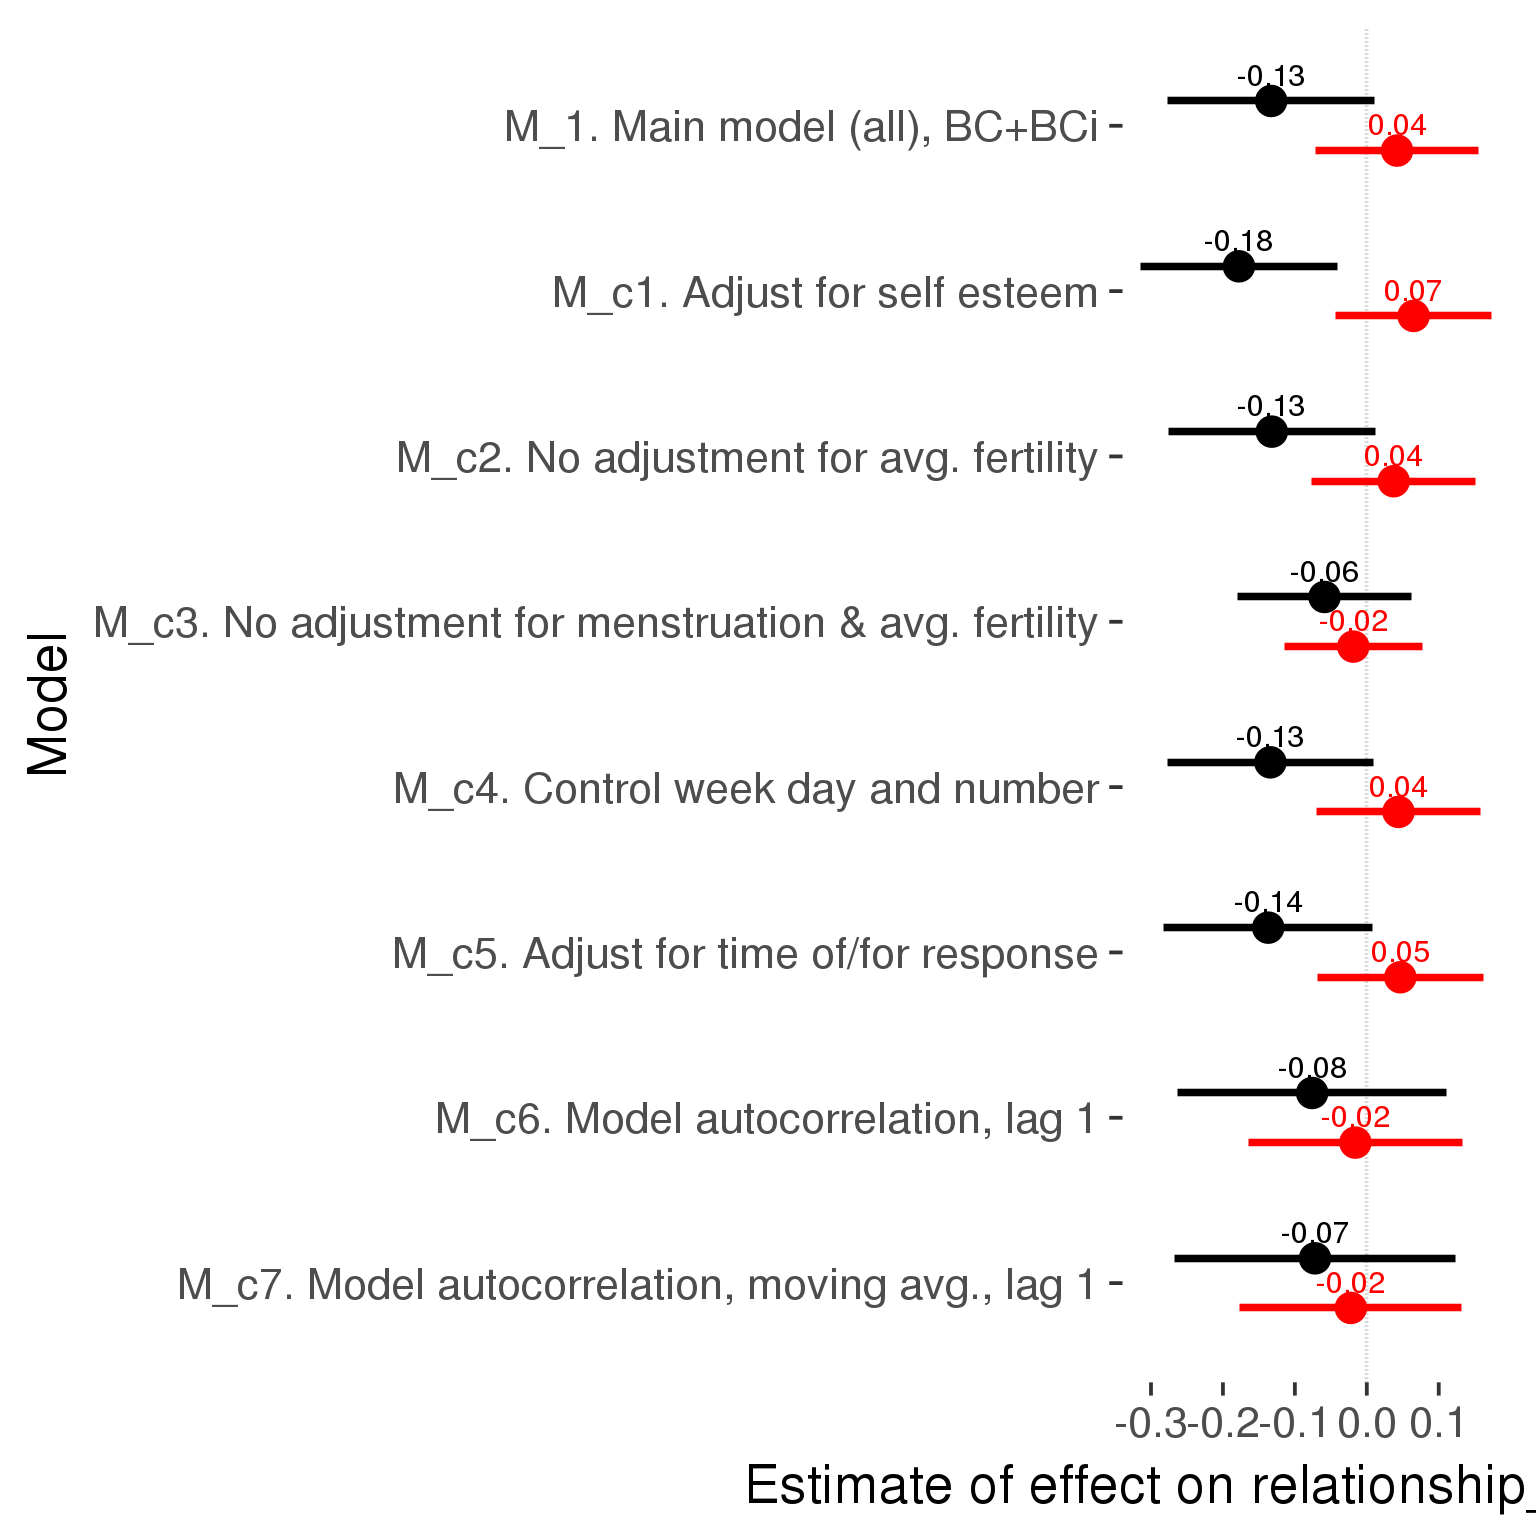 -0.13
M_1. Main model (all), BC+BCi
0.04
-0.18
M_c1. Adjust for self esteem
0.07
-0.13
M_c2. No adjustment for avg. fertility
0.04
-0.06
M_c3. No adjustment for menstruation & avg. fertility
-0.02
Model
-0.13
M_c4. Control week day and number
0.04
-0.14
M_c5. Adjust for time of/for response
0.05
-0.08
M_c6. Model autocorrelation, lag 1
-0.02
-0.07
M_c7. Model autocorrelation, moving avg., lag 1
-0.02
-0.3 -0.2 -0.1 0.0 0.1
Estimate of effect on relationship_